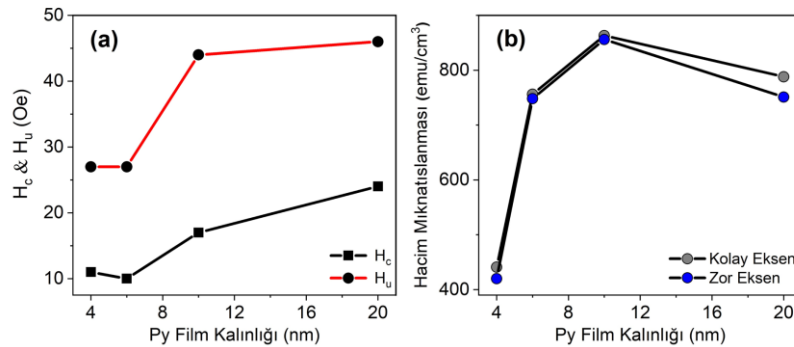 (a)
50
40
30
20
10
H_c & H_u (Oe)
H_c
H_u
4
8
12
16
20
Py Film Kalınlığı (nm)
(b)
800
600
400
Hacim Mıknatıslanması (emu/cm³)
Kolay Eksen
Zor Eksen
4
8
12
16
20
Py Film Kalınlığı (nm)